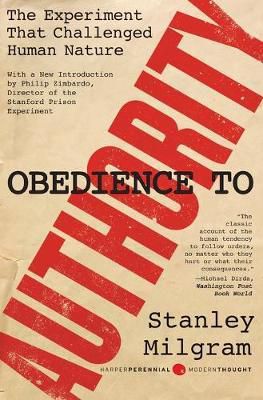 The Experiment
That Challenged
Human Nature
With a New Introduction
by Philip Zimbardo,
Director of the
Stanford Prison
Experiment
OBEDIENCE TO
AUTHORITY
"The
classic
account of the
human tendency
to follow orders,
no matter who they
hurt or what their
consequences."
—Michael Dirda,
Washington Post
Book World
Stanley
Milgram
HARPERPERENNIAL MODERNTHOUGHT